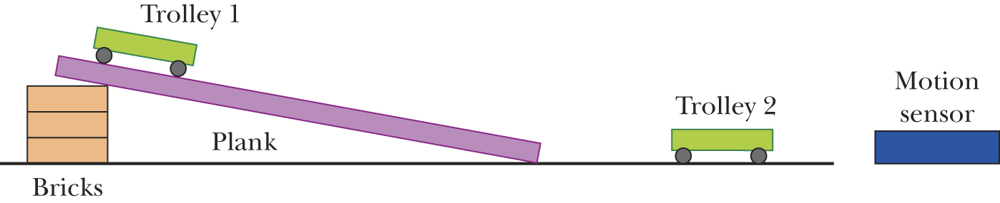 Trolley 1
Motion
sensor
Trolley 2
Plank
Bricks